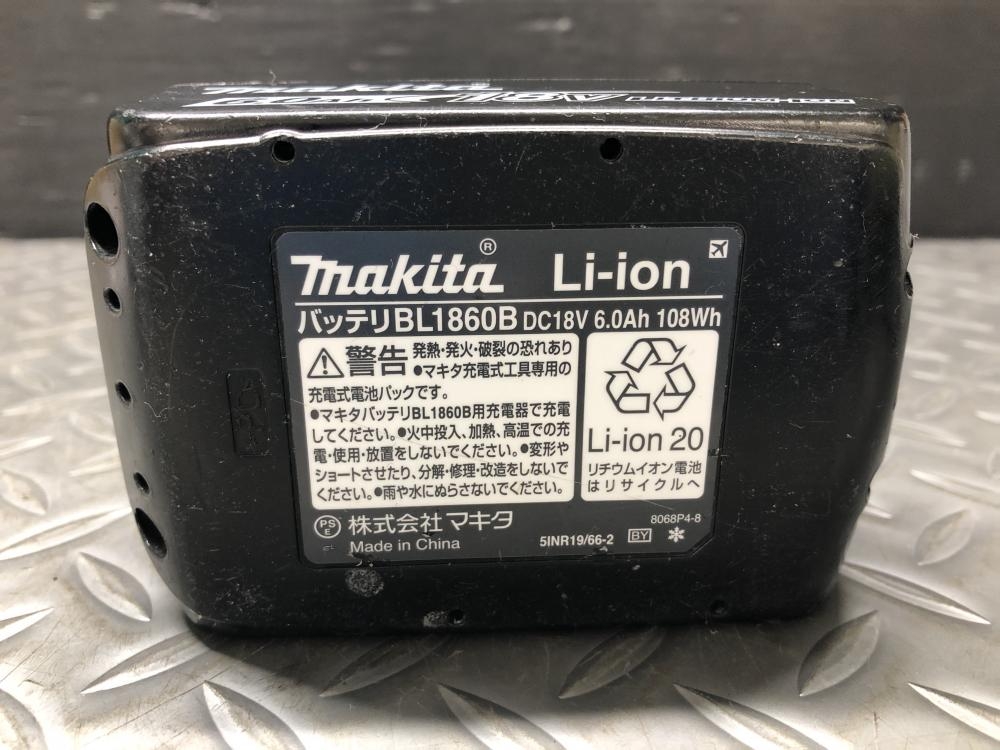 makita
6.0Ah 18V
makita® Li-ion
バッテリBL1860B DC18V 6.0Ah 108Wh
警告 発熱・発火・破裂の恐れあり
●マキタ充電式工具専用の
充電式電池パックです。
●マキタバッテリBL1860B用充電器で充電
してください。●火中投入、加熱、高温での充
電・使用・放置をしないでください。●変形や
ショートさせたり、分解・修理・改造をしないで
ください。●雨や水にぬらさないでください。
Li-ion 20
リチウムイオン電池
はリサイクルへ
PSE 株式会社 マキタ
8068P4-8
Made in China
5INR19/66-2 BY *